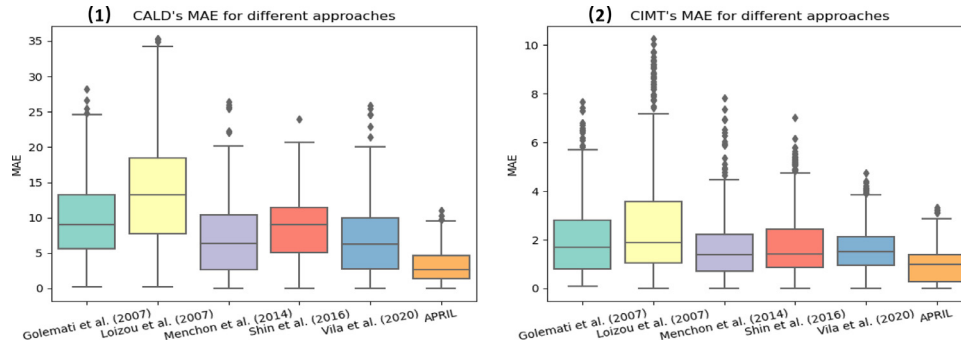 (1) CALD's MAE for different approaches
35
30
25
20
15
10
5
0
MAE
Golemati et al. (2007)
Loizou et al. (2007)
Menchon et al. (2014)
Shin et al. (2016)
Vila et al. (2020)
APRIL
(2) CIMT's MAE for different approaches
10
8
6
4
2
0
MAE
Golemati et al. (2007)
Loizou et al. (2007)
Menchon et al. (2014)
Shin et al. (2016)
Vila et al. (2020)
APRIL